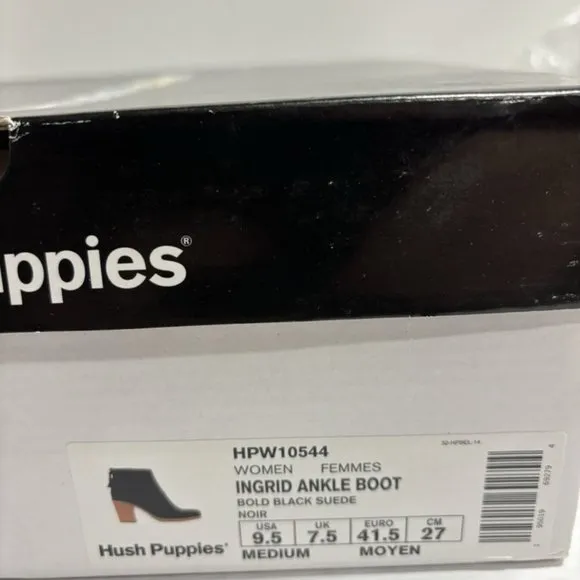 uppies®
HPW10544
WOMEN FEMMES
INGRID ANKLE BOOT
BOLD BLACK SUEDE
NOIR
USA UK EURO CM
9.5 7.5 41.5 27
MEDIUM MOYEN
Hush Puppies®